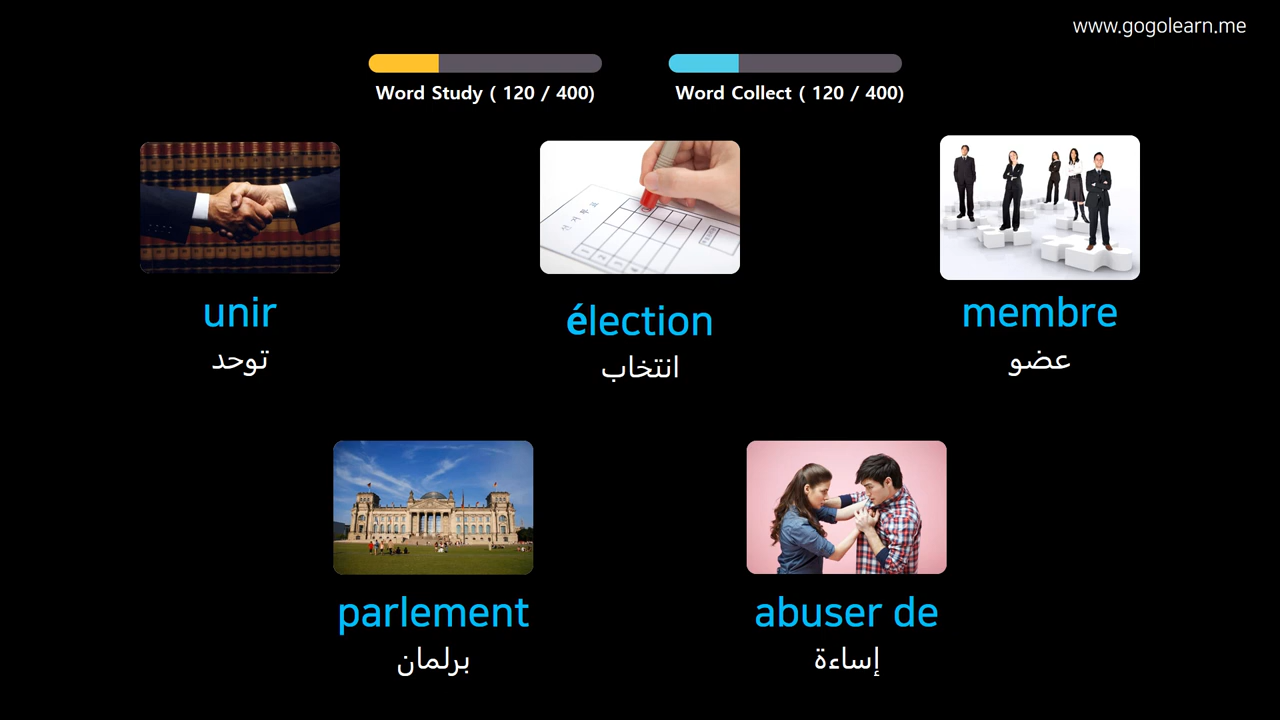 www.gogolearn.me
Word Study ( 120 / 400)
Word Collect ( 120 / 400)
unir
توحد
élection
انتخاب
membre
عضو
parlement
برلمان
abuser de
إساءة